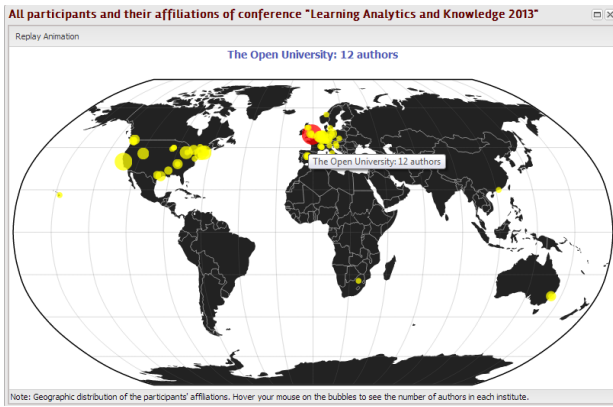 All participants and their affiliations of conference "Learning Analytics and Knowledge 2013"
Replay Animation
The Open University: 12 authors
The Open University: 12 authors
Note: Geographic distribution of the participants' affiliations. Hover your mouse on the bubbles to see the number of authors in each institute.